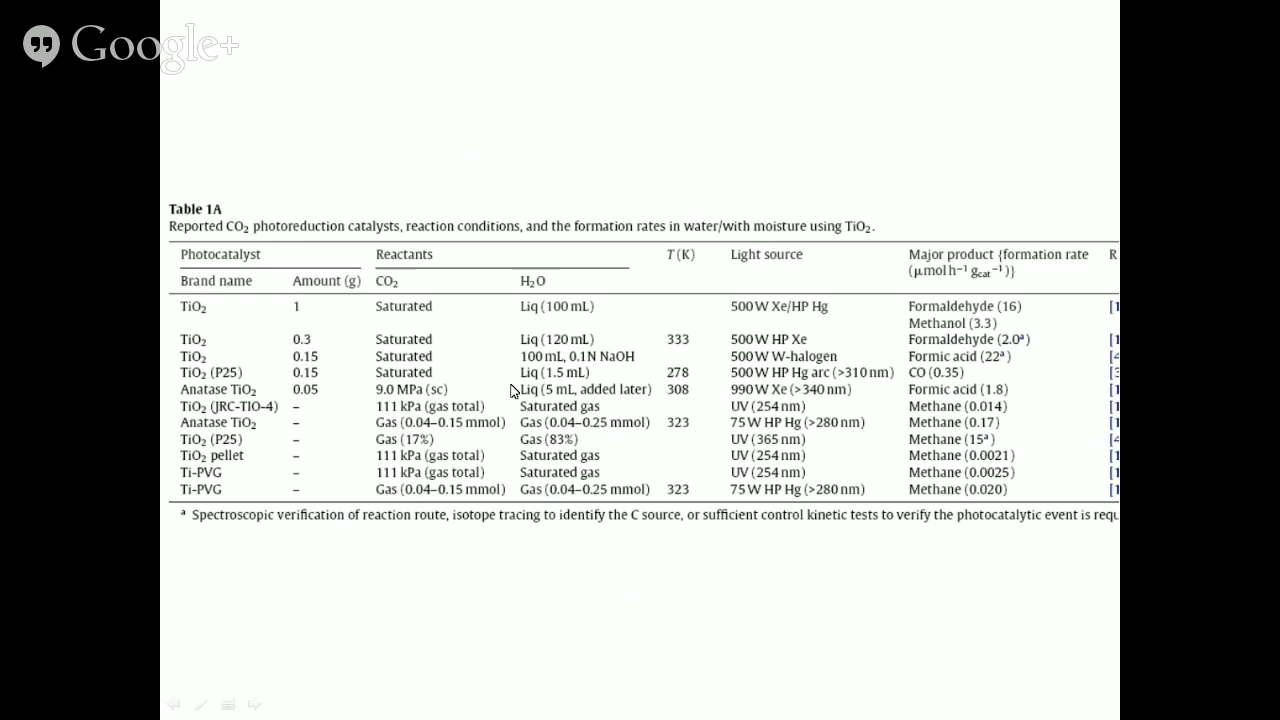 Google+
Table 1A
Reported CO₂ photoreduction catalysts, reaction conditions, and the formation rates in water/with moisture using TiO₂.
Photocatalyst Reactants T (K) Light source Major product {formation rate R
(μmol h⁻¹ gcat⁻¹)}
Brand name Amount (g) CO₂ H₂O
TiO₂ 1 Saturated Liq (100 mL) 500 W Xe/HP Hg Formaldehyde (16) [1
Methanol (3.3)
TiO₂ 0.3 Saturated Liq (120 mL) 333 500 W HP Xe Formaldehyde (2.0ᵃ) [1
TiO₂ 0.15 Saturated 100 mL, 0.1N NaOH 500 W W-halogen Formic acid (22ᵃ) [4
TiO₂ (P25) 0.15 Saturated Liq (1.5 mL) 278 500 W HP Hg arc (>310 nm) CO (0.35) [3
Anatase TiO₂ 0.05 9.0 MPa (sc) Liq (5 mL, added later) 308 990 W Xe (>340 nm) Formic acid (1.8) [1
TiO₂ (JRC-TIO-4) – 111 kPa (gas total) Saturated gas UV (254 nm) Methane (0.014) [1
Anatase TiO₂ – Gas (0.04–0.15 mmol) Gas (0.04–0.25 mmol) 323 75 W HP Hg (>280 nm) Methane (0.17) [1
TiO₂ (P25) – Gas (17%) Gas (83%) UV (365 nm) Methane (15ᵃ) [4
TiO₂ pellet – 111 kPa (gas total) Saturated gas UV (254 nm) Methane (0.0021) [1
Ti-PVG – 111 kPa (gas total) Saturated gas UV (254 nm) Methane (0.0025) [1
Ti-PVG – Gas (0.04–0.15 mmol) Gas (0.04–0.25 mmol) 323 75 W HP Hg (>280 nm) Methane (0.020) [1
ᵃ Spectroscopic verification of reaction route, isotope tracing to identify the C source, or sufficient control kinetic tests to verify the photocatalytic event is requ